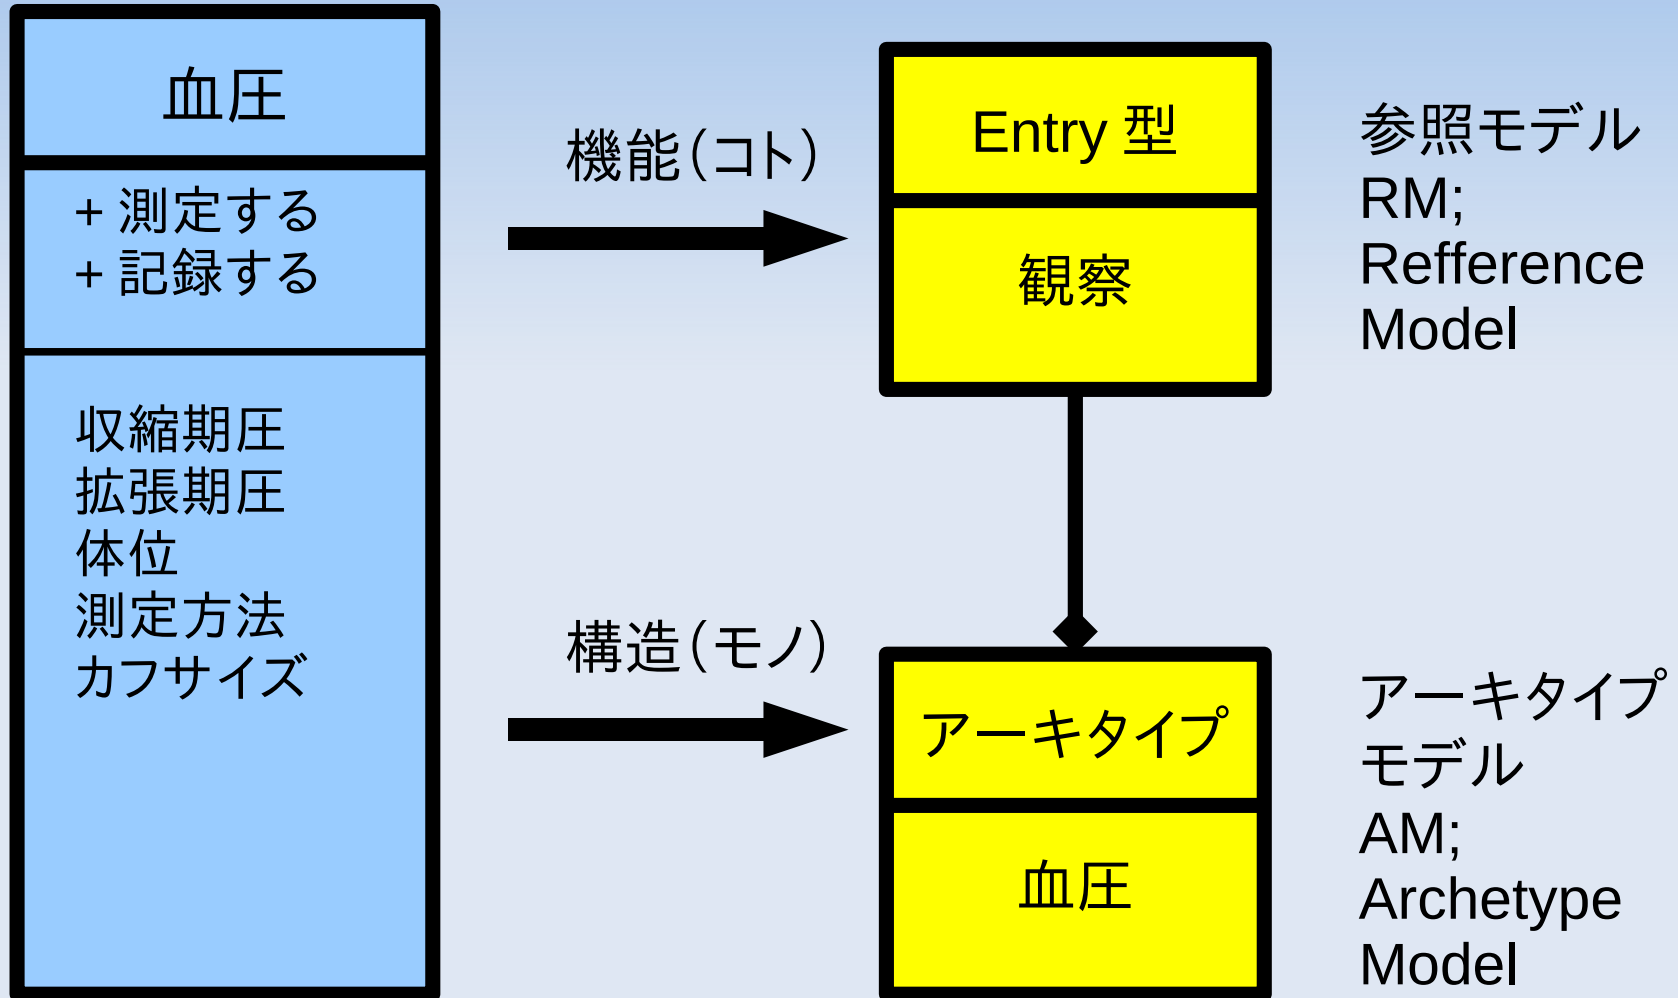 血圧
+ 測定する
+ 記録する
収縮期圧
拡張期圧
体位
測定方法
カフサイズ
機能(コト)
構造(モノ)
Entry 型
観察
アーキタイプ
血圧
参照モデル
RM;
Refference
Model
アーキタイプ
モデル
AM;
Archetype
Model